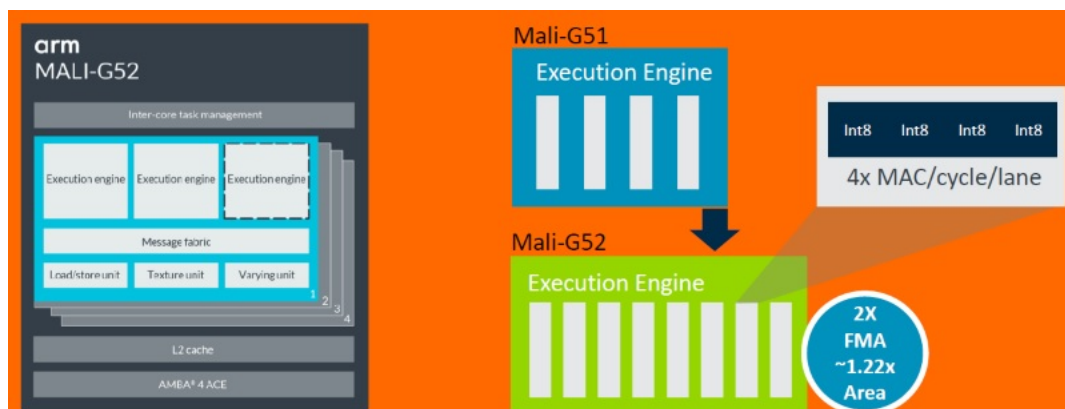 arm
MALI-G52
Inter-core task management
Execution engine
Execution engine
Execution engine
Message fabric
Load/store unit
Texture unit
Varying unit
1
2
3
4
L2 cache
AMBA® 4 ACE
Mali-G51
Execution Engine
Int8 Int8 Int8 Int8
4x MAC/cycle/lane
Mali-G52
Execution Engine
2X
FMA
~1.22x
Area